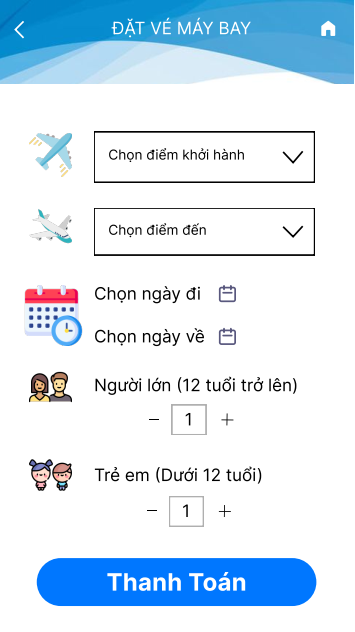 ĐẶT VÉ MÁY BAY
Chọn điểm khởi hành
Chọn điểm đến
Chọn ngày đi
Chọn ngày về
Người lớn (12 tuổi trở lên)
− 1 +
Trẻ em (Dưới 12 tuổi)
− 1 +
Thanh Toán